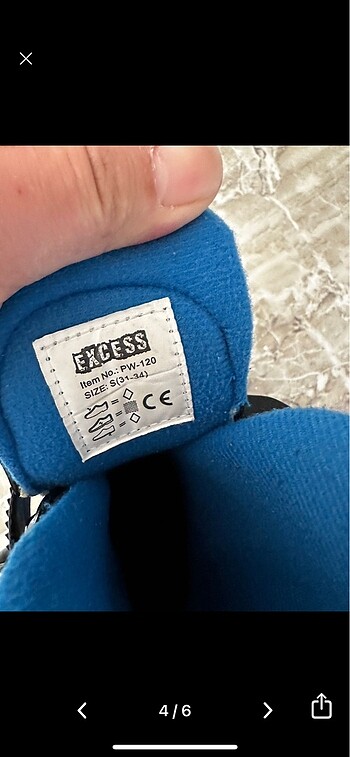 EXCESS
Item No.: PW-120
SIZE: S(31-34)
= ◇
=
= ◇
CE
4/6